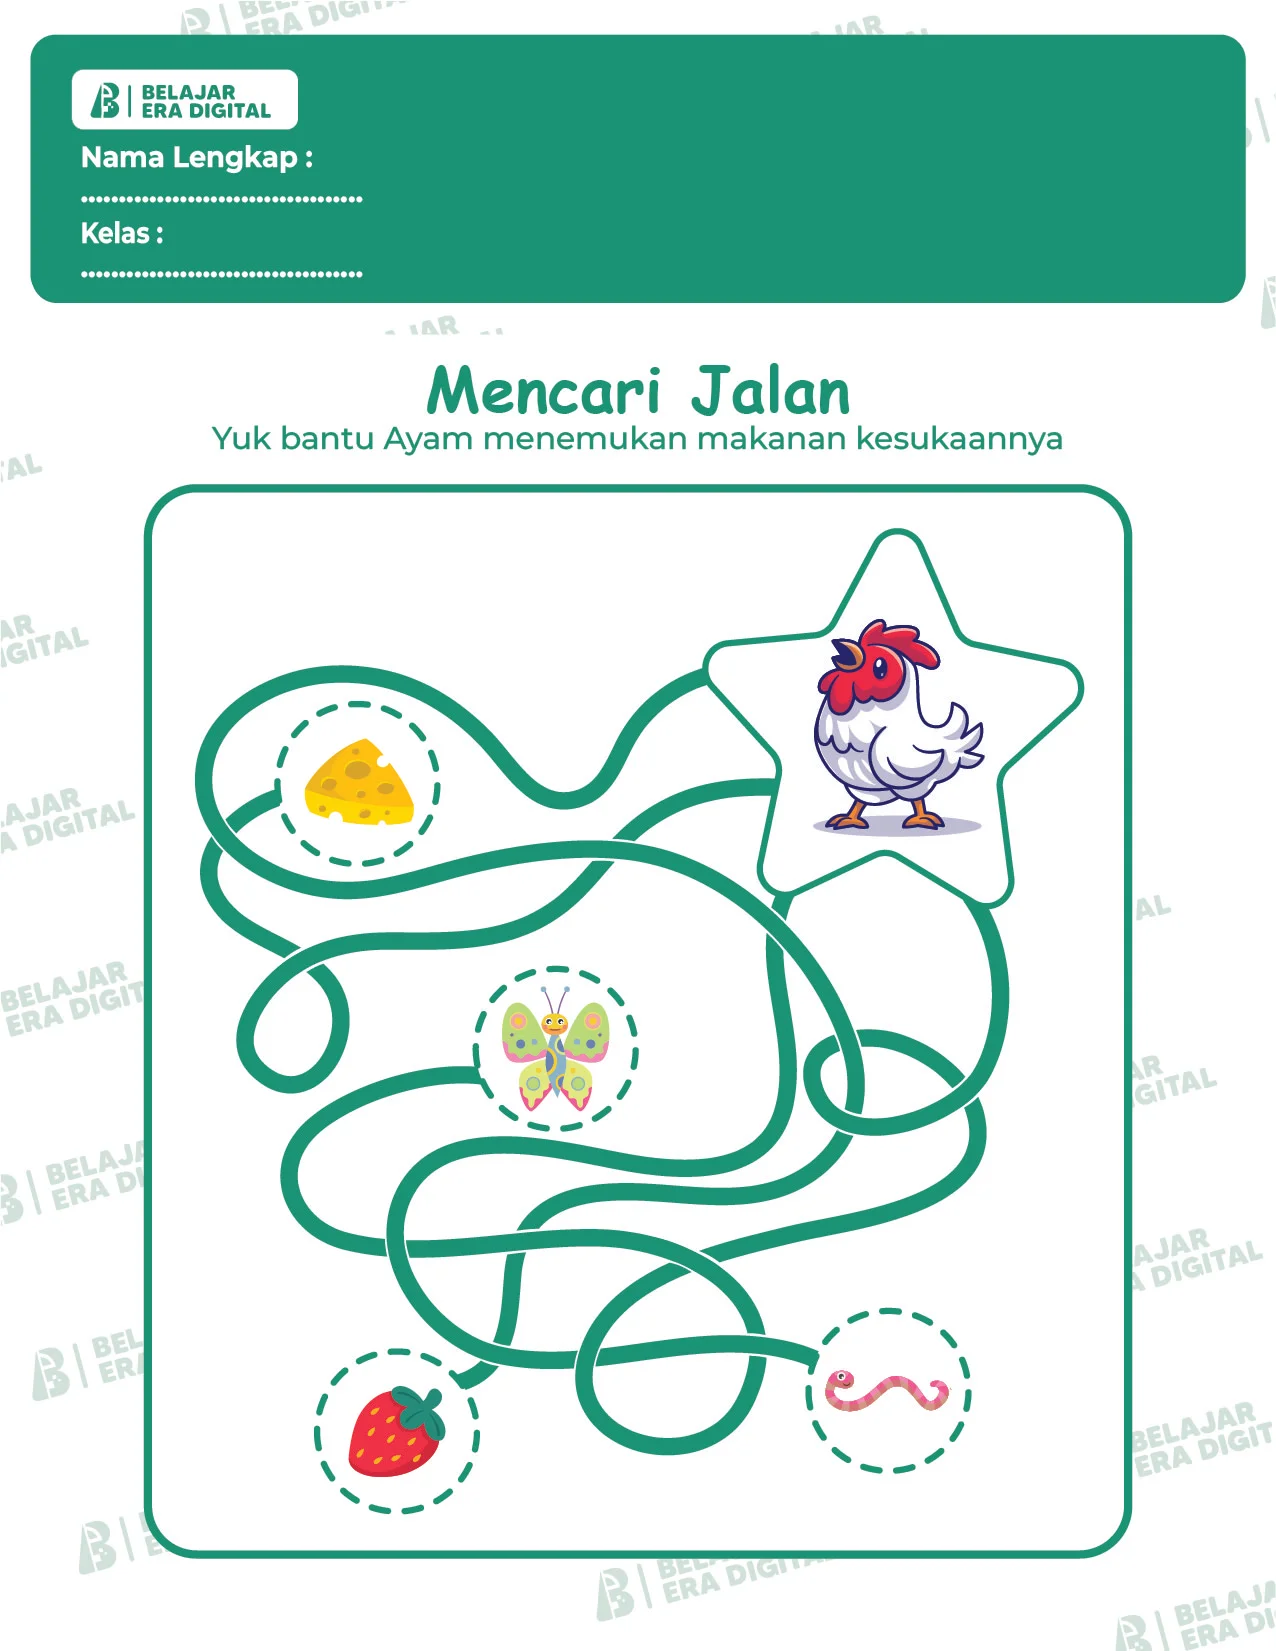 BELAJAR
ERA DIGITAL
Nama Lengkap :
.....................................
Kelas :
.....................................
Mencari Jalan
Yuk bantu Ayam menemukan makanan kesukaannya